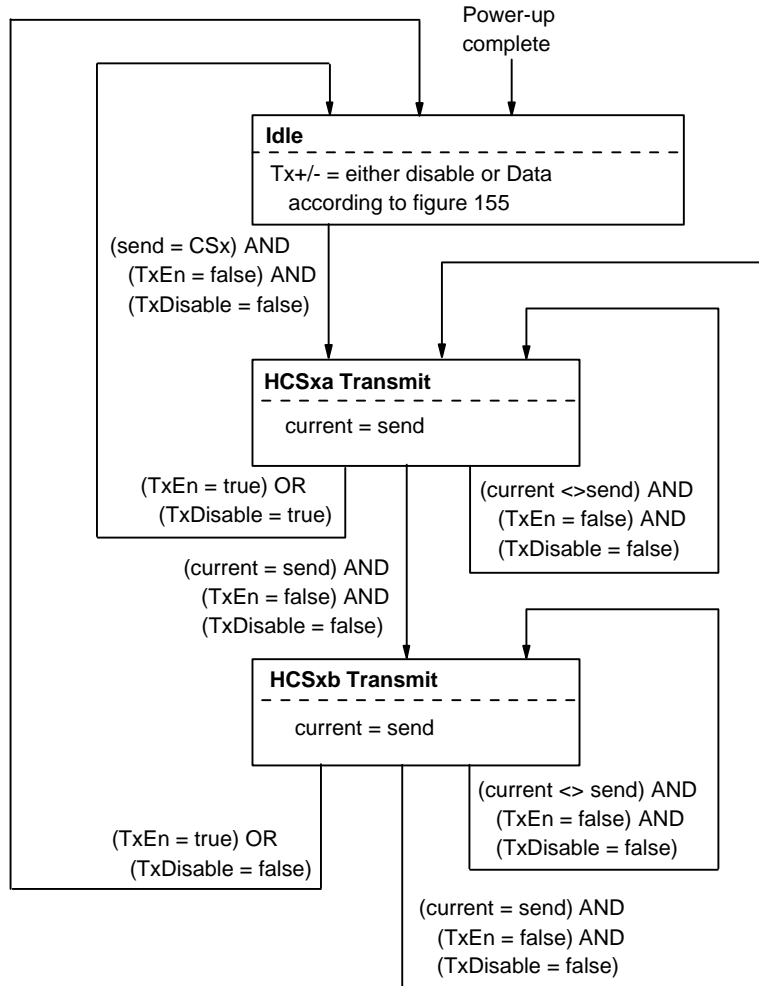 Power-up
complete
Idle
Tx+/- = either disable or Data
according to figure 155
(send = CSx) AND
(TxEn = false) AND
(TxDisable = false)
HCSxa Transmit
current = send
(TxEn = true) OR
(TxDisable = true)
(current <>send) AND
(TxEn = false) AND
(TxDisable = false)
(current = send) AND
(TxEn = false) AND
(TxDisable = false)
HCSxb Transmit
current = send
(current <> send) AND
(TxEn = false) AND
(TxDisable = false)
(TxEn = true) OR
(TxDisable = false)
(current = send) AND
(TxEn = false) AND
(TxDisable = false)